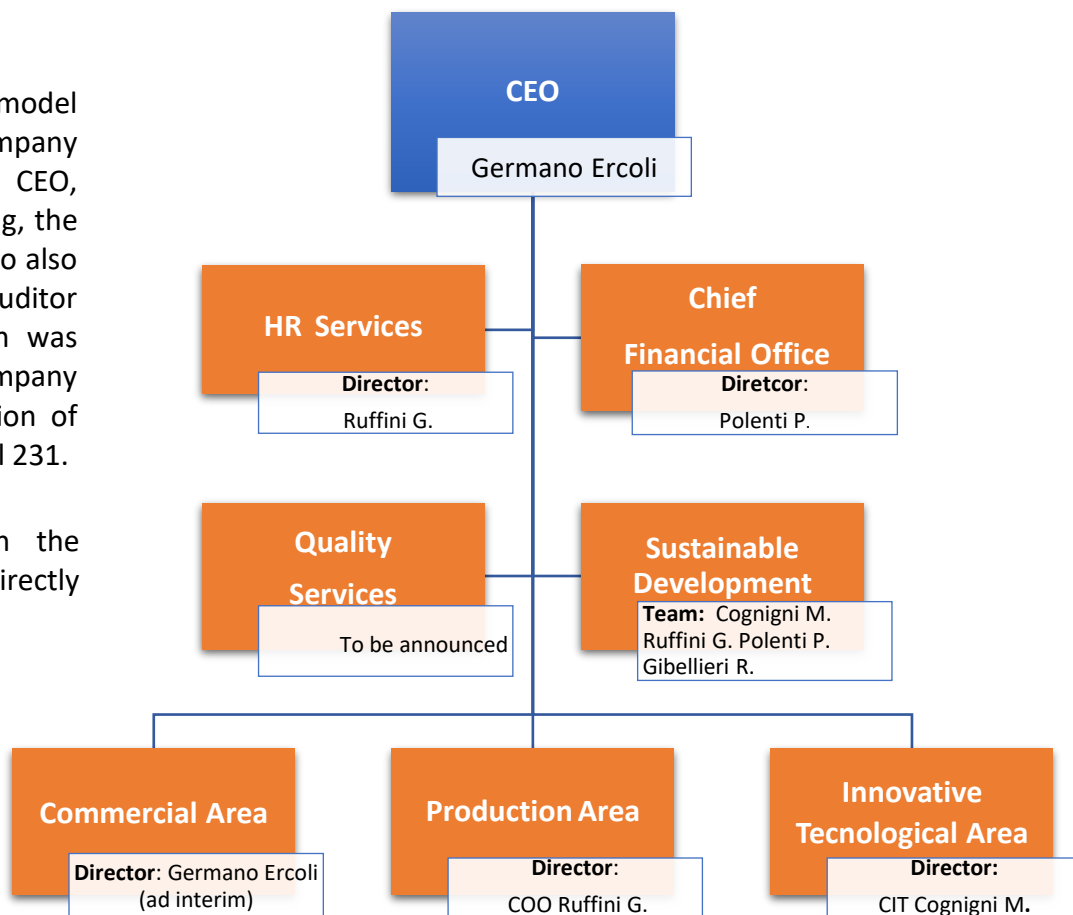 model
mpany
CEO,
g, the
o also
uditor
n was
mpany
ion of
l 231.
n the
irectly
CEO
Germano Ercoli
HR Services
Director:
Ruffini G.
Chief
Financial Office
Diretcor:
Polenti P.
Quality
Services
To be announced
Sustainable
Development
Team: Cognigni M.
Ruffini G. Polenti P.
Gibellieri R.
Commercial Area
Director: Germano Ercoli
(ad interim)
Production Area
Director:
COO Ruffini G.
Innovative
Tecnological Area
Director:
CIT Cognigni M.